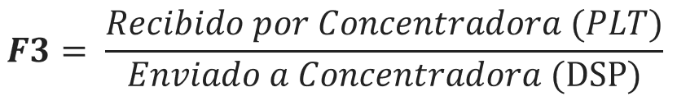 F3 = Recibido por Concentradora (PLT)
Enviado a Concentradora (DSP)